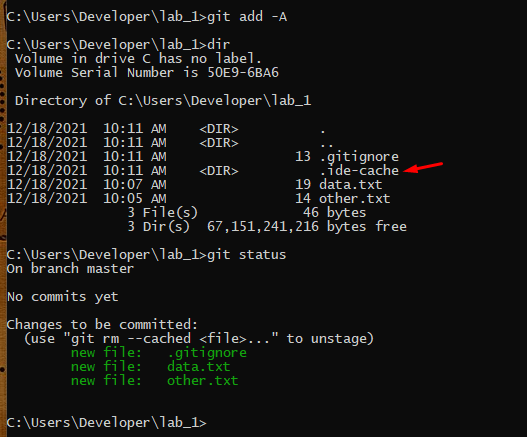 C:\Users\Developer\lab_1>git add -A
C:\Users\Developer\lab_1>dir
 Volume in drive C has no label.
 Volume Serial Number is 50E9-6BA6
 Directory of C:\Users\Developer\lab_1
12/18/2021  10:11 AM    <DIR>          .
12/18/2021  10:11 AM    <DIR>          ..
12/18/2021  10:11 AM                13 .gitignore
12/18/2021  10:11 AM    <DIR>          .ide-cache
12/18/2021  10:07 AM                19 data.txt
12/18/2021  10:05 AM                14 other.txt
               3 File(s)             46 bytes
               3 Dir(s)  67,151,241,216 bytes free
C:\Users\Developer\lab_1>git status
On branch master
No commits yet
Changes to be committed:
  (use "git rm --cached <file>..." to unstage)
        new file:   .gitignore
        new file:   data.txt
        new file:   other.txt
C:\Users\Developer\lab_1>